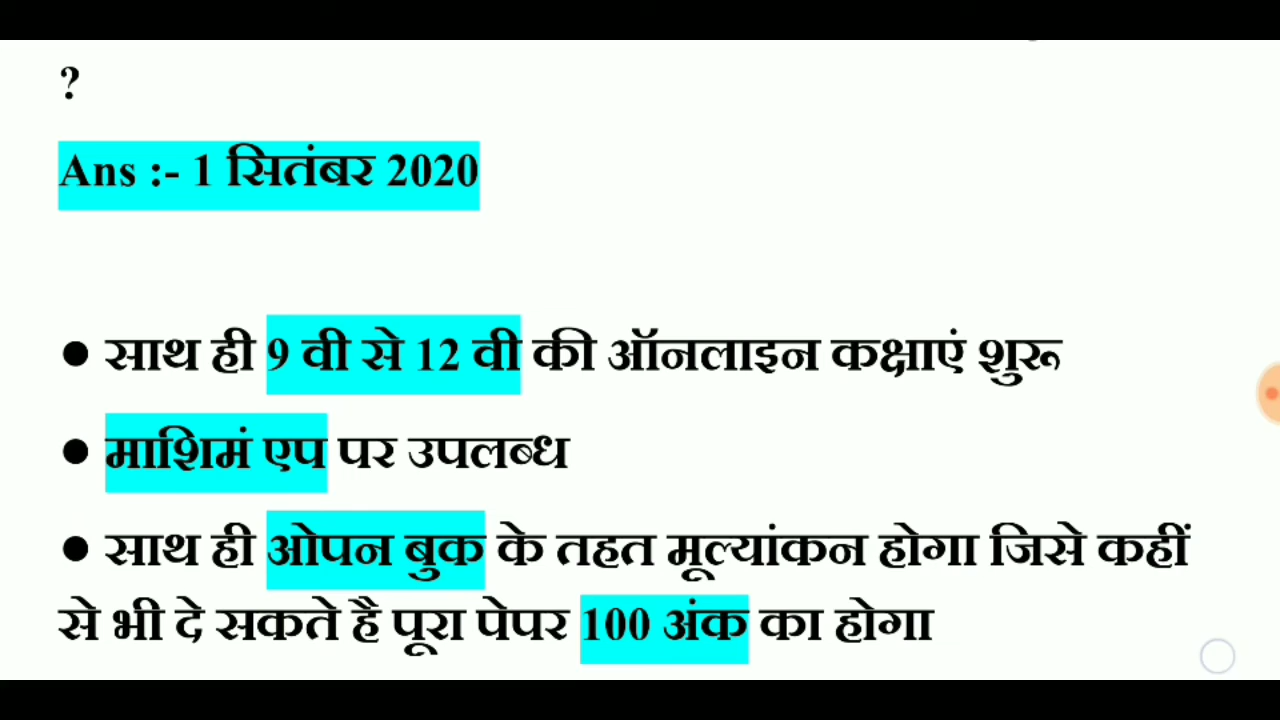 ?
Ans :- 1 सितंबर 2020
● साथ ही 9 वी से 12 वी की ऑनलाइन कक्षाएं शुरू
● माशिमं एप पर उपलब्ध
● साथ ही ओपन बुक के तहत मूल्यांकन होगा जिसे कहीं
से भी दे सकते है पूरा पेपर 100 अंक का होगा